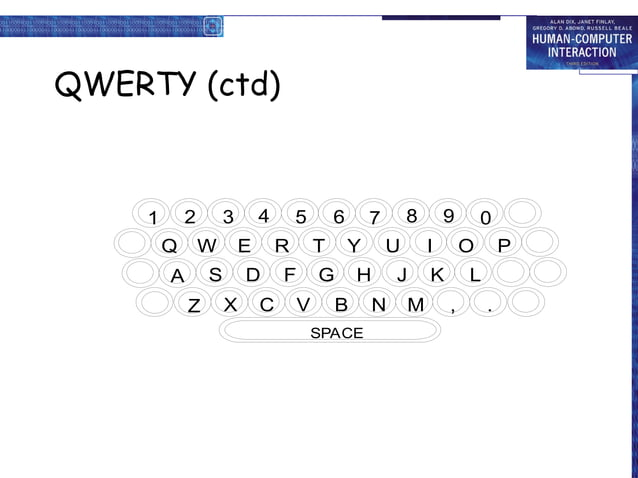 ALAN DIX, JANET FINLAY,
GREGORY D. ABOWD, RUSSELL BEALE
HUMAN-COMPUTER
INTERACTION
THIRD EDITION
QWERTY (ctd)
1 2 3 4 5 6 7 8 9 0
Q W E R T Y U I O P
A S D F G H J K L
Z X C V B N M , .
SPACE